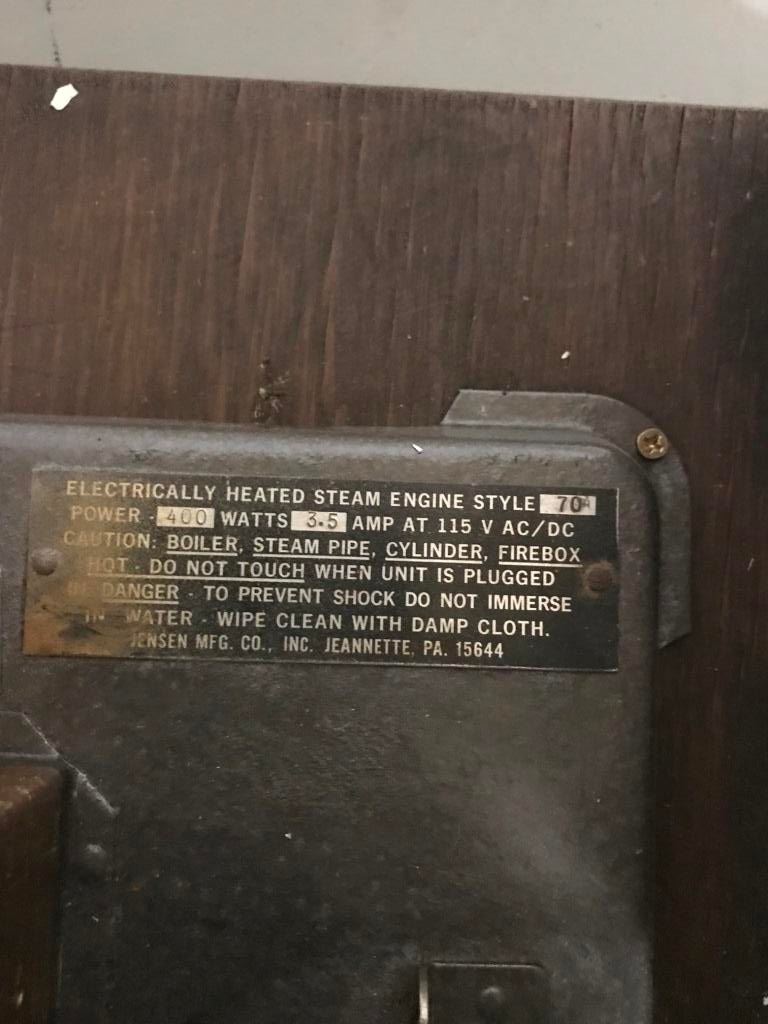 ELECTRICALLY HEATED STEAM ENGINE STYLE 70
POWER - 400 WATTS 3.5 AMP AT 115 V AC/DC
CAUTION: BOILER, STEAM PIPE, CYLINDER, FIREBOX
HOT - DO NOT TOUCH WHEN UNIT IS PLUGGED
DANGER - TO PREVENT SHOCK DO NOT IMMERSE
IN WATER - WIPE CLEAN WITH DAMP CLOTH.
JENSEN MFG. CO., INC. JEANNETTE, PA. 15644